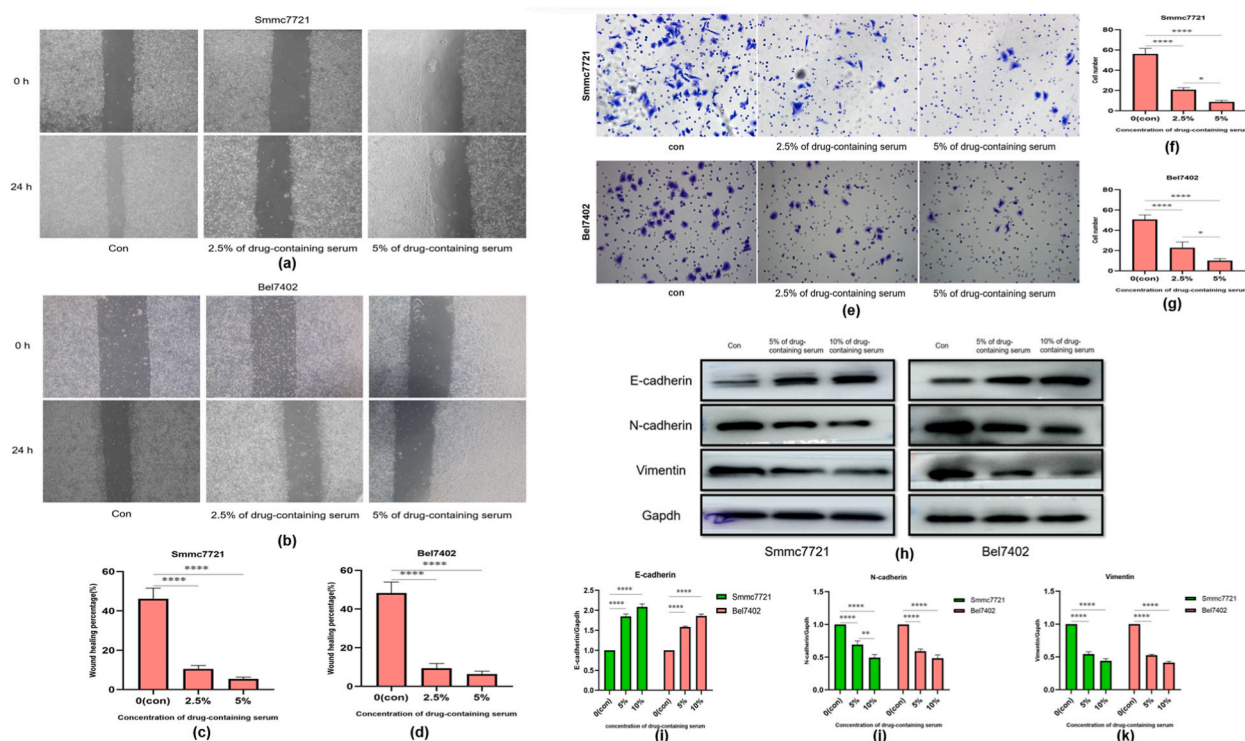 Smmc7721
0 h
24 h
Con
2.5% of drug-containing serum
5% of drug-containing serum
(a)
Bel7402
0 h
24 h
Con
2.5% of drug-containing serum
5% of drug-containing serum
(b)
Smmc7721
Wound healing percentage(%)
60
40
20
0
****
****
0(con)
2.5%
5%
Concentration of drug-containing serum
(c)
Bel7402
Wound healing percentage(%)
60
40
20
0
****
****
0(con)
2.5%
5%
Concentration of drug-containing serum
(d)
Smmc7721
con
2.5% of drug-containing serum
5% of drug-containing serum
Bel7402
con
2.5% of drug-containing serum
5% of drug-containing serum
(e)
Smmc7721
Cell number
80
60
40
20
0
****
****
*
0(con)
2.5%
5%
Concentration of drug-containing serum
(f)
Bel7402
Cell number
80
60
40
20
0
****
****
*
0(con)
2.5%
5%
Concentration of drug-containing serum
(g)
Con
5% of drug-
containing serum
10% of drug-
containing serum
Con
5% of drug-
containing serum
10% of drug-
containing serum
E-cadherin
N-cadherin
Vimentin
Gapdh
Smmc7721
(h)
Bel7402
E-cadherin
E-cadherin/Gapdh
2.5
2.0
1.5
1.0
0.5
0.0
****
****
****
****
Smmc7721
Bel7402
0(con)
5%
10%
0(con)
5%
10%
concentration of drug-containing serum
(i)
N-cadherin
N-cadherin/Gapdh
1.5
1.0
0.5
0.0
****
****
**
****
****
Smmc7721
Bel7402
0(con)
5%
10%
0(con)
5%
10%
Concentration of drug-containing serum
(j)
Vimentin
Vimentin/Gapdh
1.5
1.0
0.5
0.0
****
****
****
****
Smmc7721
Bel7402
0(con)
5%
10%
0(con)
5%
10%
Concentration of drug-containing serum
(k)